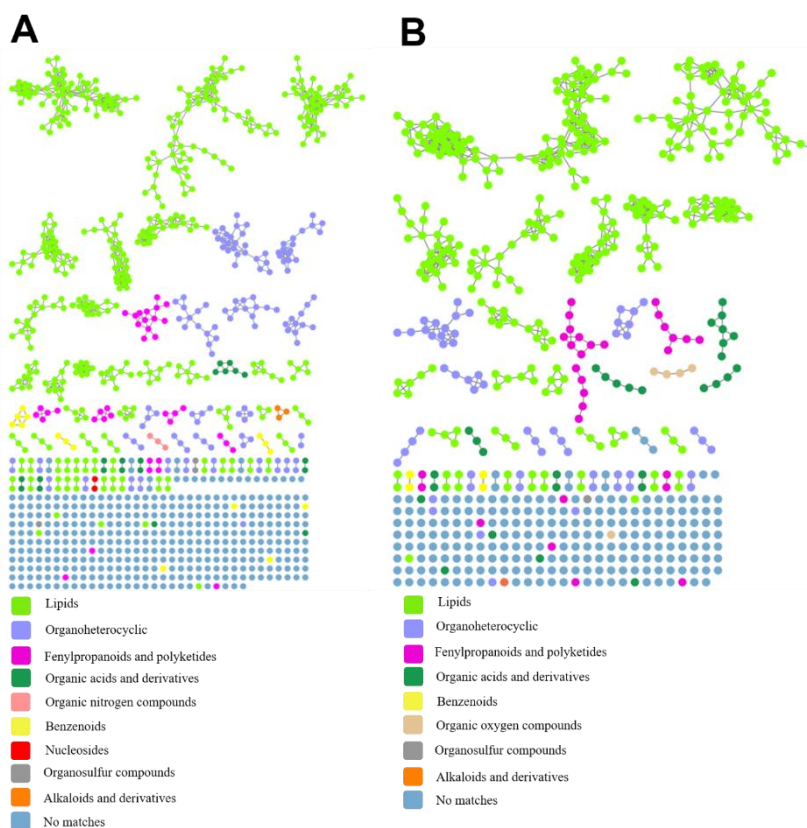 A
B
Lipids
Organoheterocyclic
Fenylpropanoids and polyketides
Organic acids and derivatives
Organic nitrogen compounds
Benzenoids
Nucleosides
Organosulfur compounds
Alkaloids and derivatives
No matches
Lipids
Organoheterocyclic
Fenylpropanoids and polyketides
Organic acids and derivatives
Benzenoids
Organic oxygen compounds
Organosulfur compounds
Alkaloids and derivatives
No matches